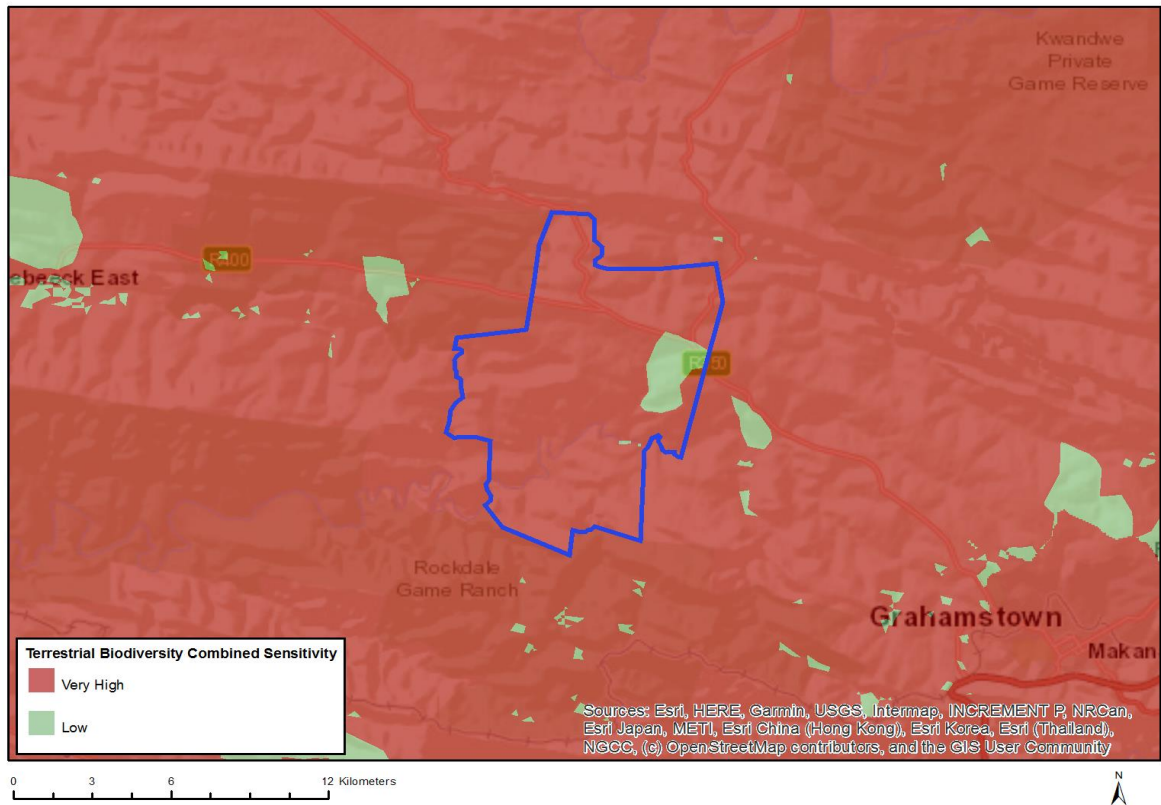 Kwandwe
Private
Game Reserve
R400
ebeeck East
R350
Rockdale
Game Ranch
Grahamstown
Makan
Terrestrial Biodiversity Combined Sensitivity
Very High
Low
Sources: Esri, HERE, Garmin, USGS, Intermap, INCREMENT P, NRCan,
Esri Japan, METI, Esri China (Hong Kong), Esri Korea, Esri (Thailand),
NGCC, (c) OpenStreetMap contributors, and the GIS User Community
0 3 6 12 Kilometers
N